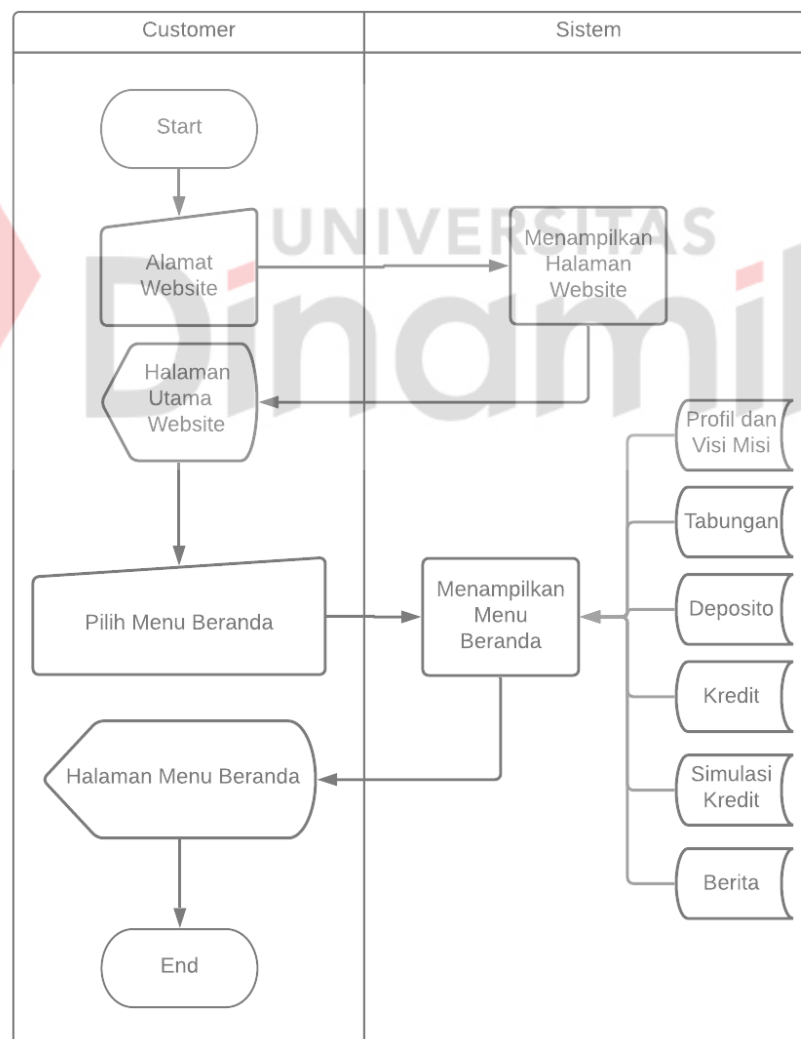 Customer
Sistem
Start
UNIVERSITAS
Dinamik
Alamat
Website
Menampilkan
Halaman
Website
Halaman
Utama
Website
Profil dan
Visi Misi
Tabungan
Deposito
Pilih Menu Beranda
Menampilkan
Menu
Beranda
Kredit
Halaman Menu Beranda
Simulasi
Kredit
Berita
End